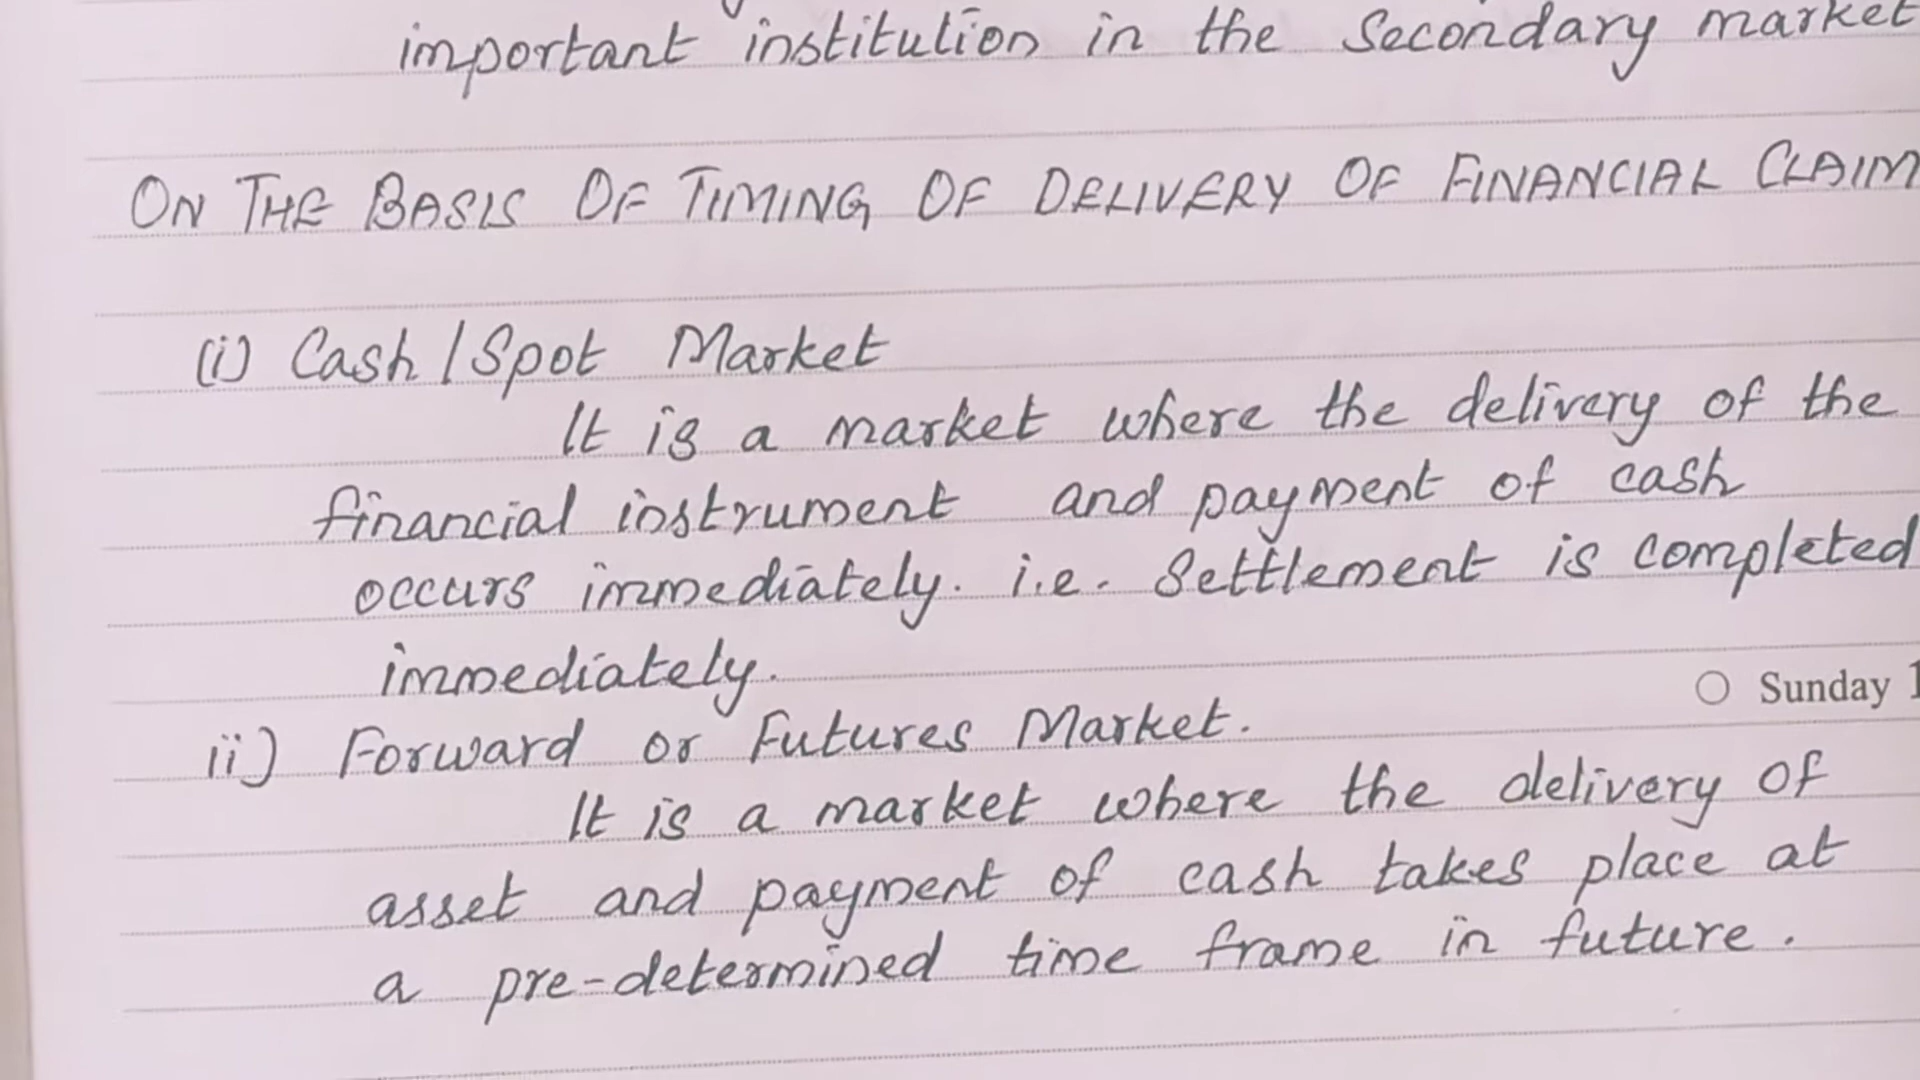 important institution in the Secondary market
ON THE BASIS OF TIMING OF DELIVERY OF FINANCIAL CLAIM
(i) Cash / Spot Market
It is a market where the delivery of the
financial instrument and payment of cash
occurs immediately. i.e. Settlement is completed
immediately.
Sunday 1
ii) Forward or Futures Market.
It is a market where the delivery of
asset and payment of cash takes place at
a pre-determined time frame in future.